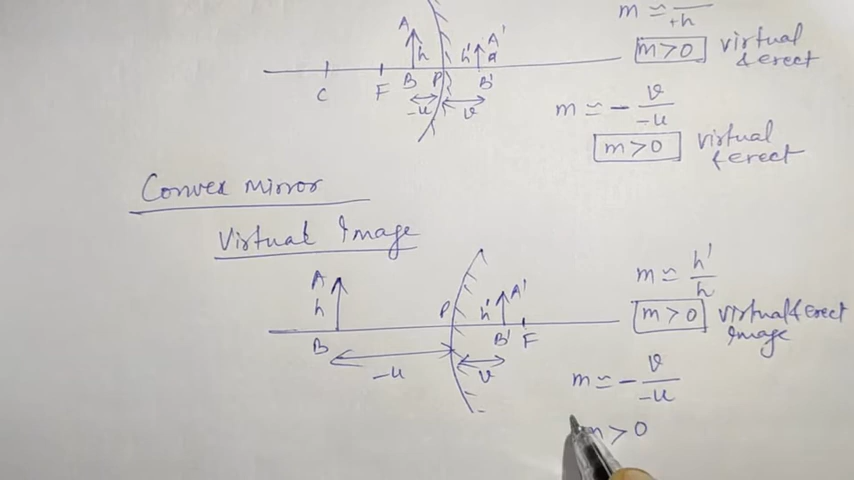 m ≃ / +h
m>0 virtual & erect
A h h' A'
C F B P B'
-u v
m ≃ - v / -u
m>0 virtual & Erect
Convex Mirror
Virtual Image
m ≃ h' / h
m>0 virtual & Erect Image
A h P h' A'
B B' F
-u v
m ≃ - v / -u
m > 0